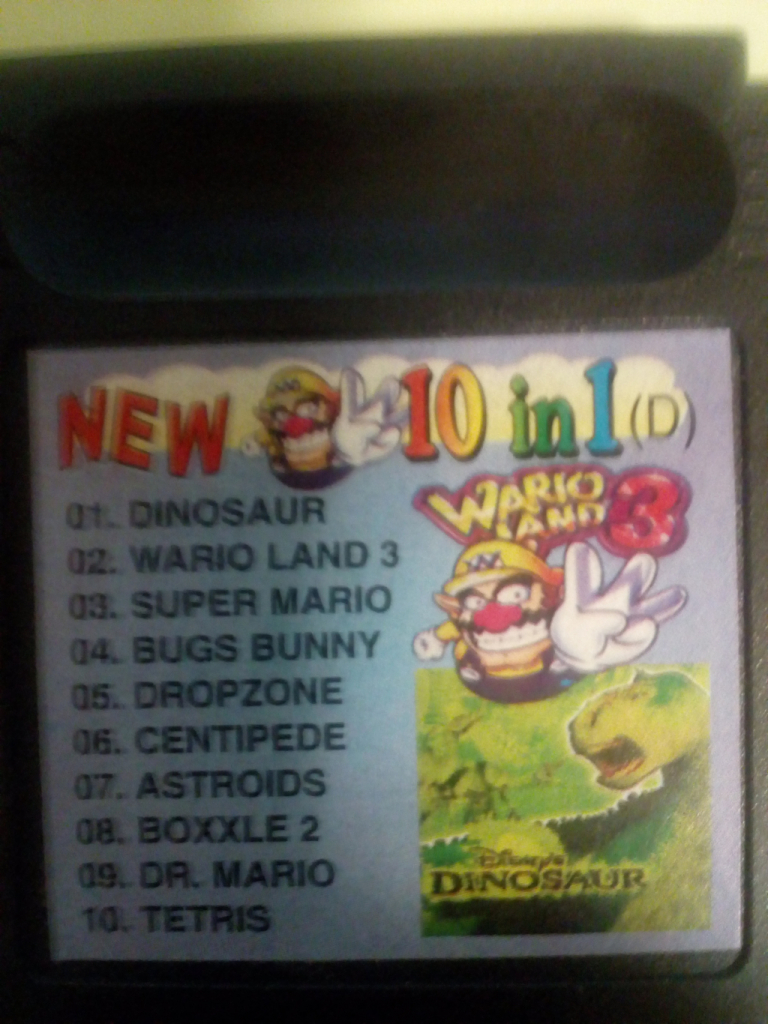 NEW 10 in 1 (D)
01. DINOSAUR
02. WARIO LAND 3
03. SUPER MARIO
04. BUGS BUNNY
05. DROPZONE
06. CENTIPEDE
07. ASTROIDS
08. BOXXLE 2
09. DR. MARIO
10. TETRIS
WARIO
LAND 3
W
Disney's
DINOSAUR